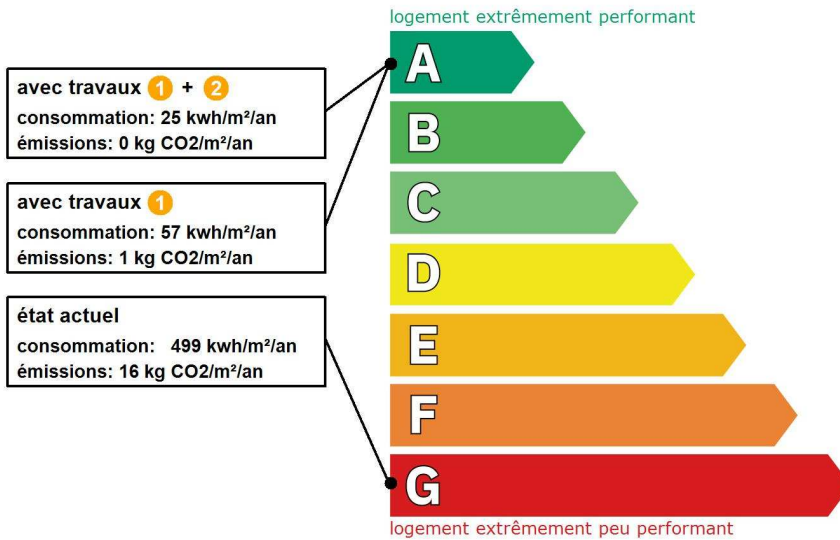 logement extrêmement performant
avec travaux 1 + 2
consommation: 25 kwh/m²/an
émissions: 0 kg CO2/m²/an
avec travaux 1
consommation: 57 kwh/m²/an
émissions: 1 kg CO2/m²/an
état actuel
consommation: 499 kwh/m²/an
émissions: 16 kg CO2/m²/an
A
B
C
D
E
F
G
logement extrêmement peu performant